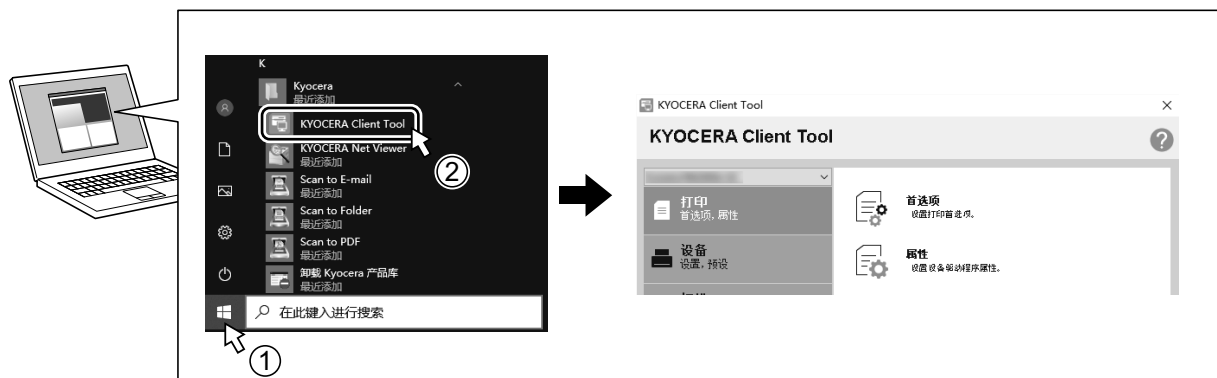 K
Kyocera
最近添加
KYOCERA Client Tool
KYOCERA Net Viewer
最近添加
Scan to E-mail
最近添加
Scan to Folder
最近添加
Scan to PDF
最近添加
卸载 Kyocera 产品库
最近添加
在此键入进行搜索
①
②
KYOCERA Client Tool
KYOCERA Client Tool
打印
首选项, 属性
设备
设置, 预设
首选项
设置打印首选项。
属性
设置设备驱动程序属性。